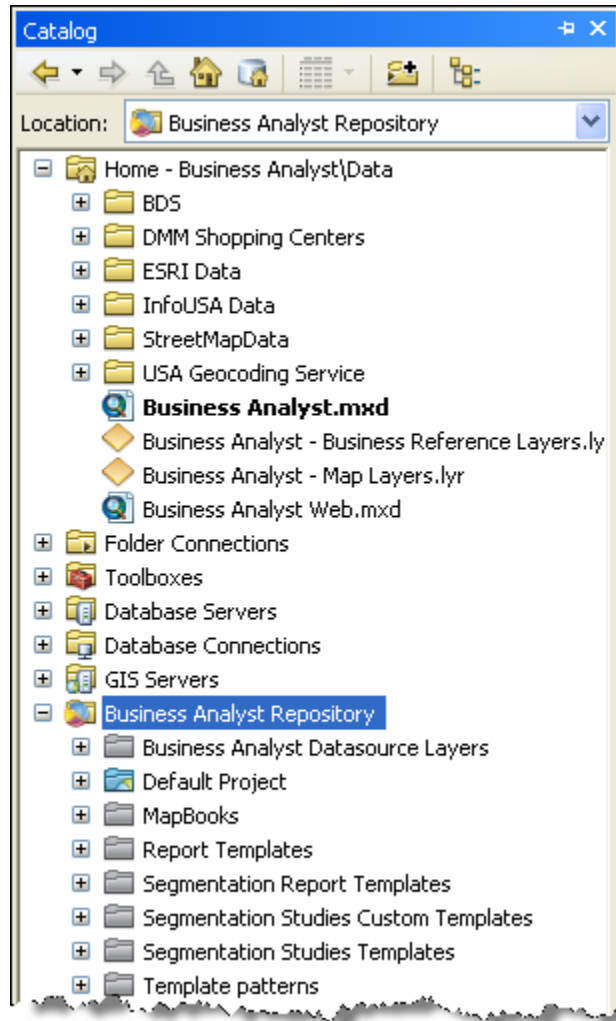 Catalog
Location: Business Analyst Repository
Home - Business Analyst\Data
BDS
DMM Shopping Centers
ESRI Data
InfoUSA Data
StreetMapData
USA Geocoding Service
Business Analyst.mxd
Business Analyst - Business Reference Layers.ly
Business Analyst - Map Layers.lyr
Business Analyst Web.mxd
Folder Connections
Toolboxes
Database Servers
Database Connections
GIS Servers
Business Analyst Repository
Business Analyst Datasource Layers
Default Project
MapBooks
Report Templates
Segmentation Report Templates
Segmentation Studies Custom Templates
Segmentation Studies Templates
Template patterns